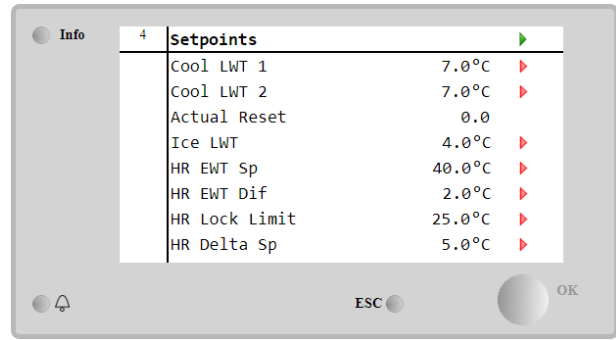 Info
4 Setpoints
Cool LWT 1 7.0°C
Cool LWT 2 7.0°C
Actual Reset 0.0
Ice LWT 4.0°C
HR EWT Sp 40.0°C
HR EWT Dif 2.0°C
HR Lock Limit 25.0°C
HR Delta Sp 5.0°C
ESC
OK